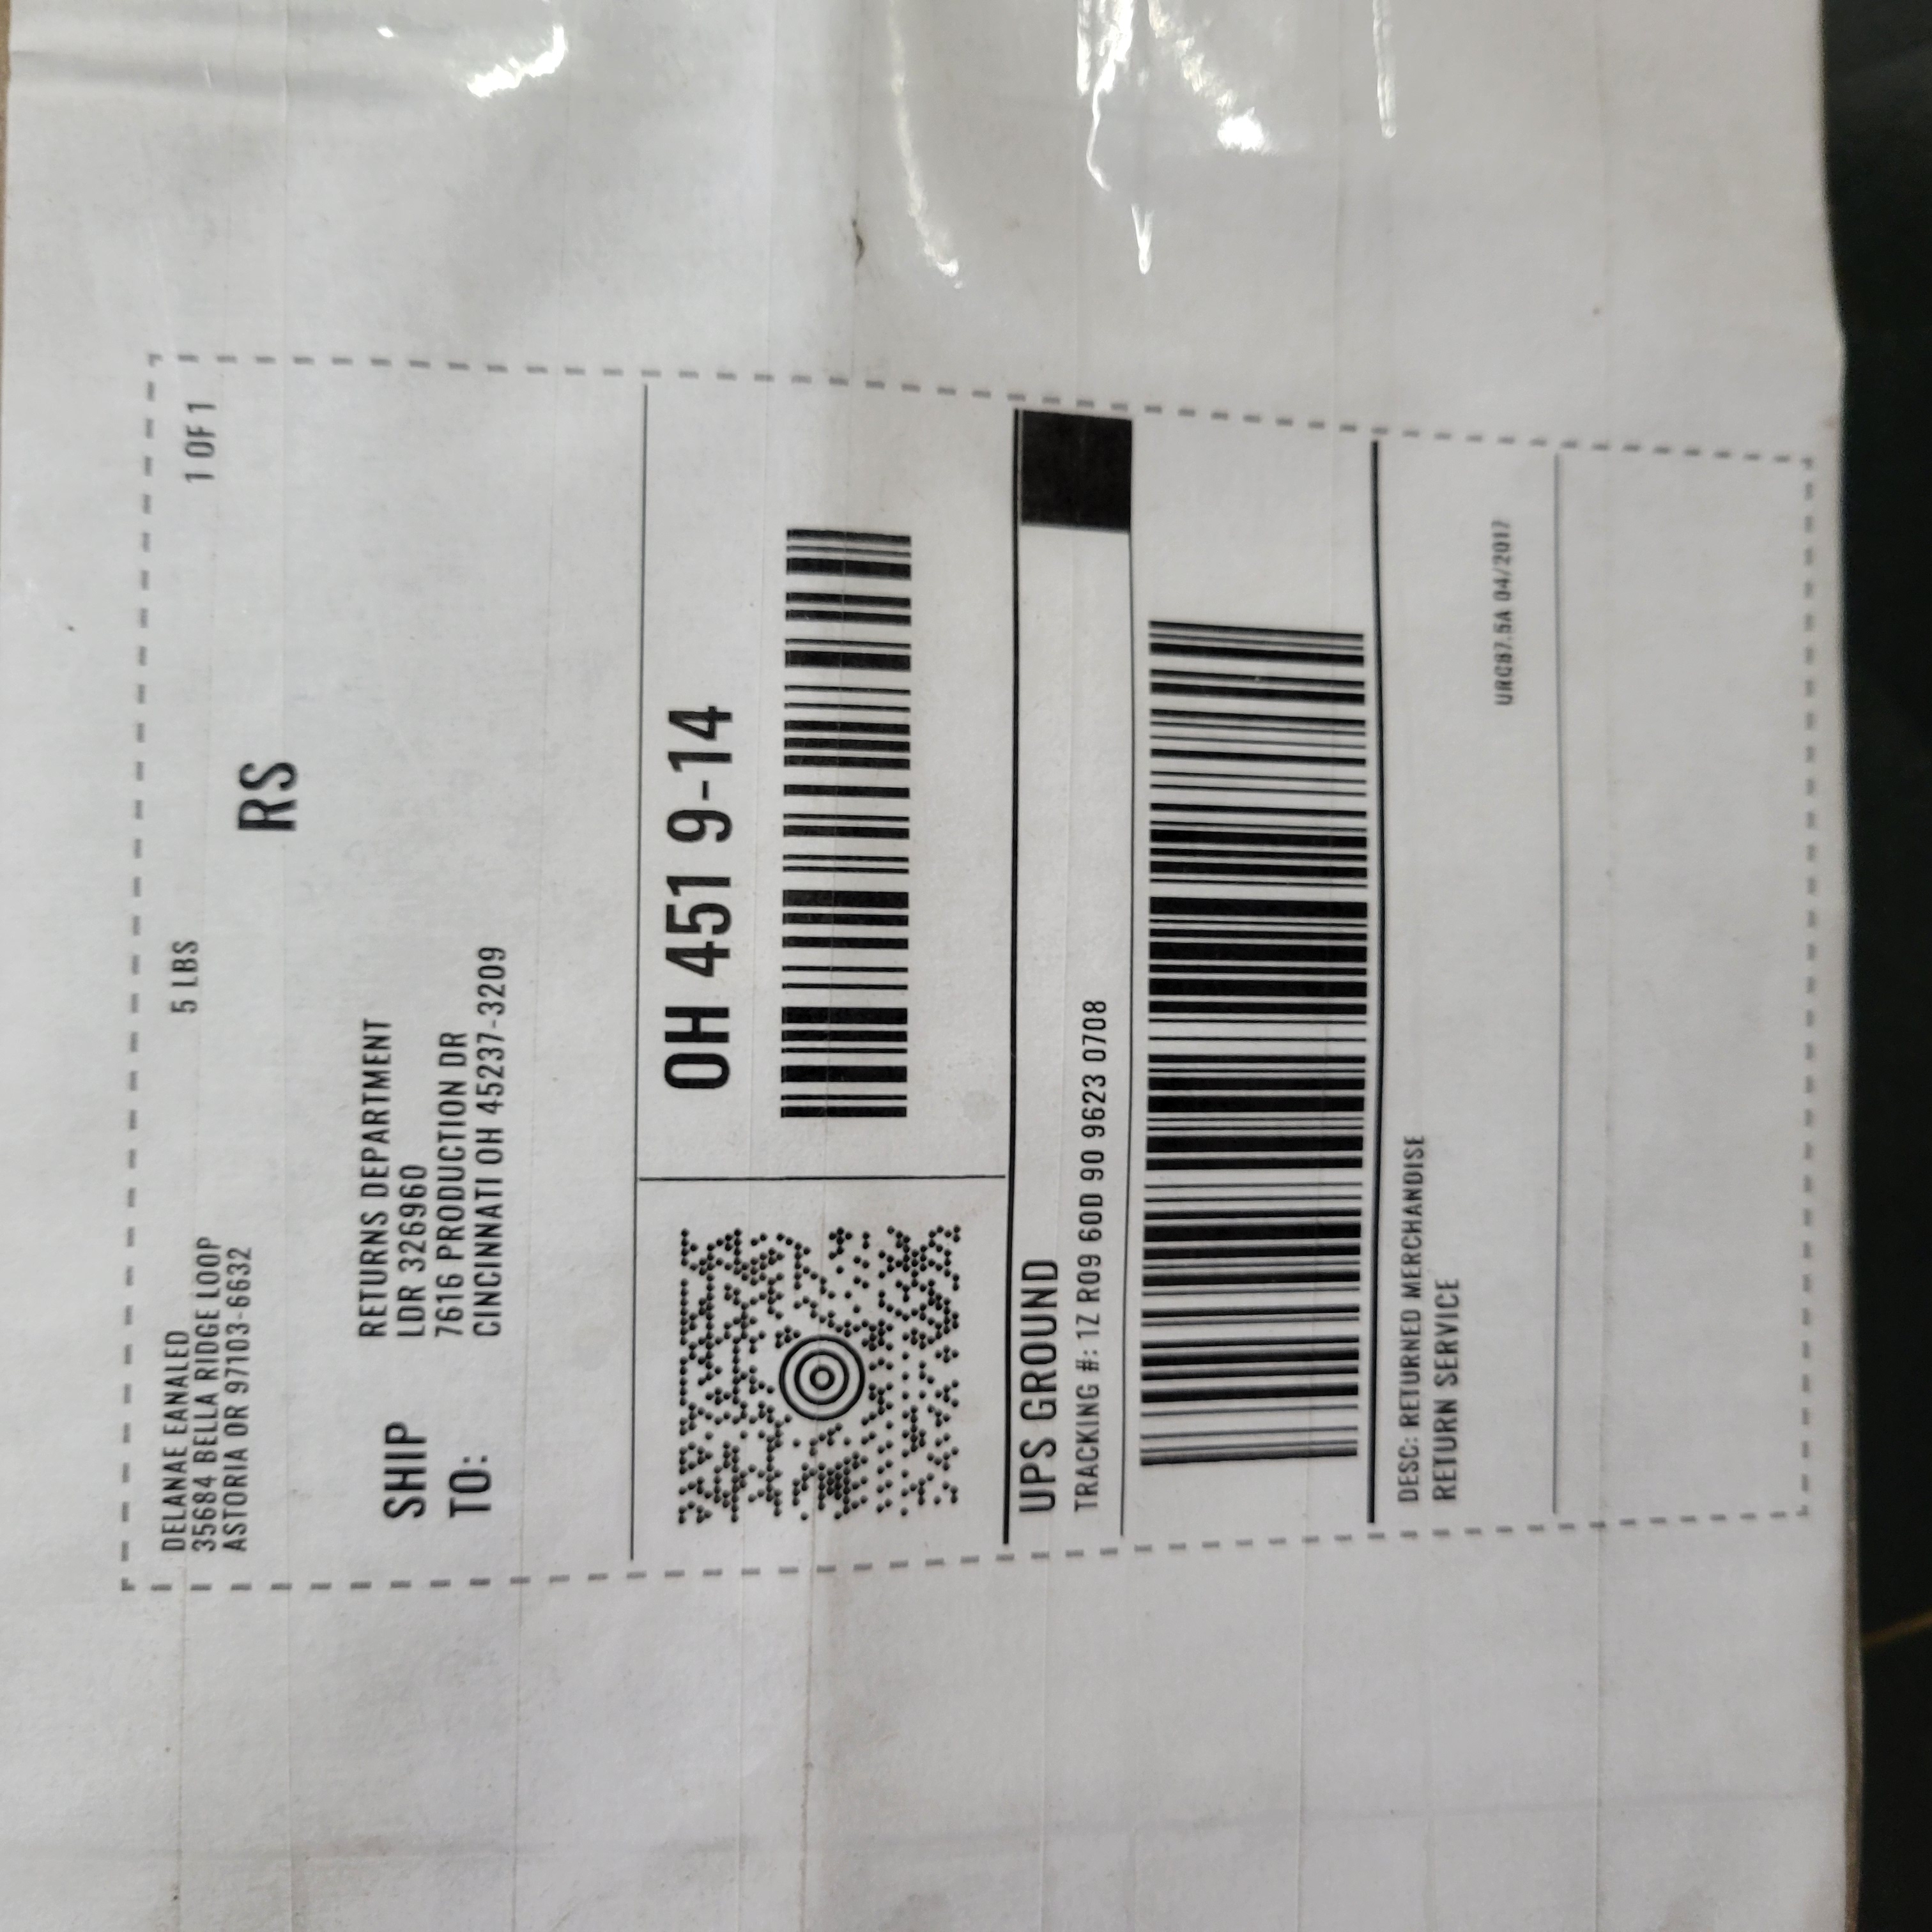 DELANAE EANALED
35684 BELLA RIDGE LOOP
ASTORIA OR 97103-6632
5 LBS
1 OF 1
RS
SHIP
TO:
RETURNS DEPARTMENT
LDR 326960
7616 PRODUCTION DR
CINCINNATI OH 45237-3209
OH 451 9-14
UPS GROUND
TRACKING #: 1Z R09 60D 90 9623 0708
DESC: RETURNED MERCHANDISE
RETURN SERVICE
URC87.5A 04/2017